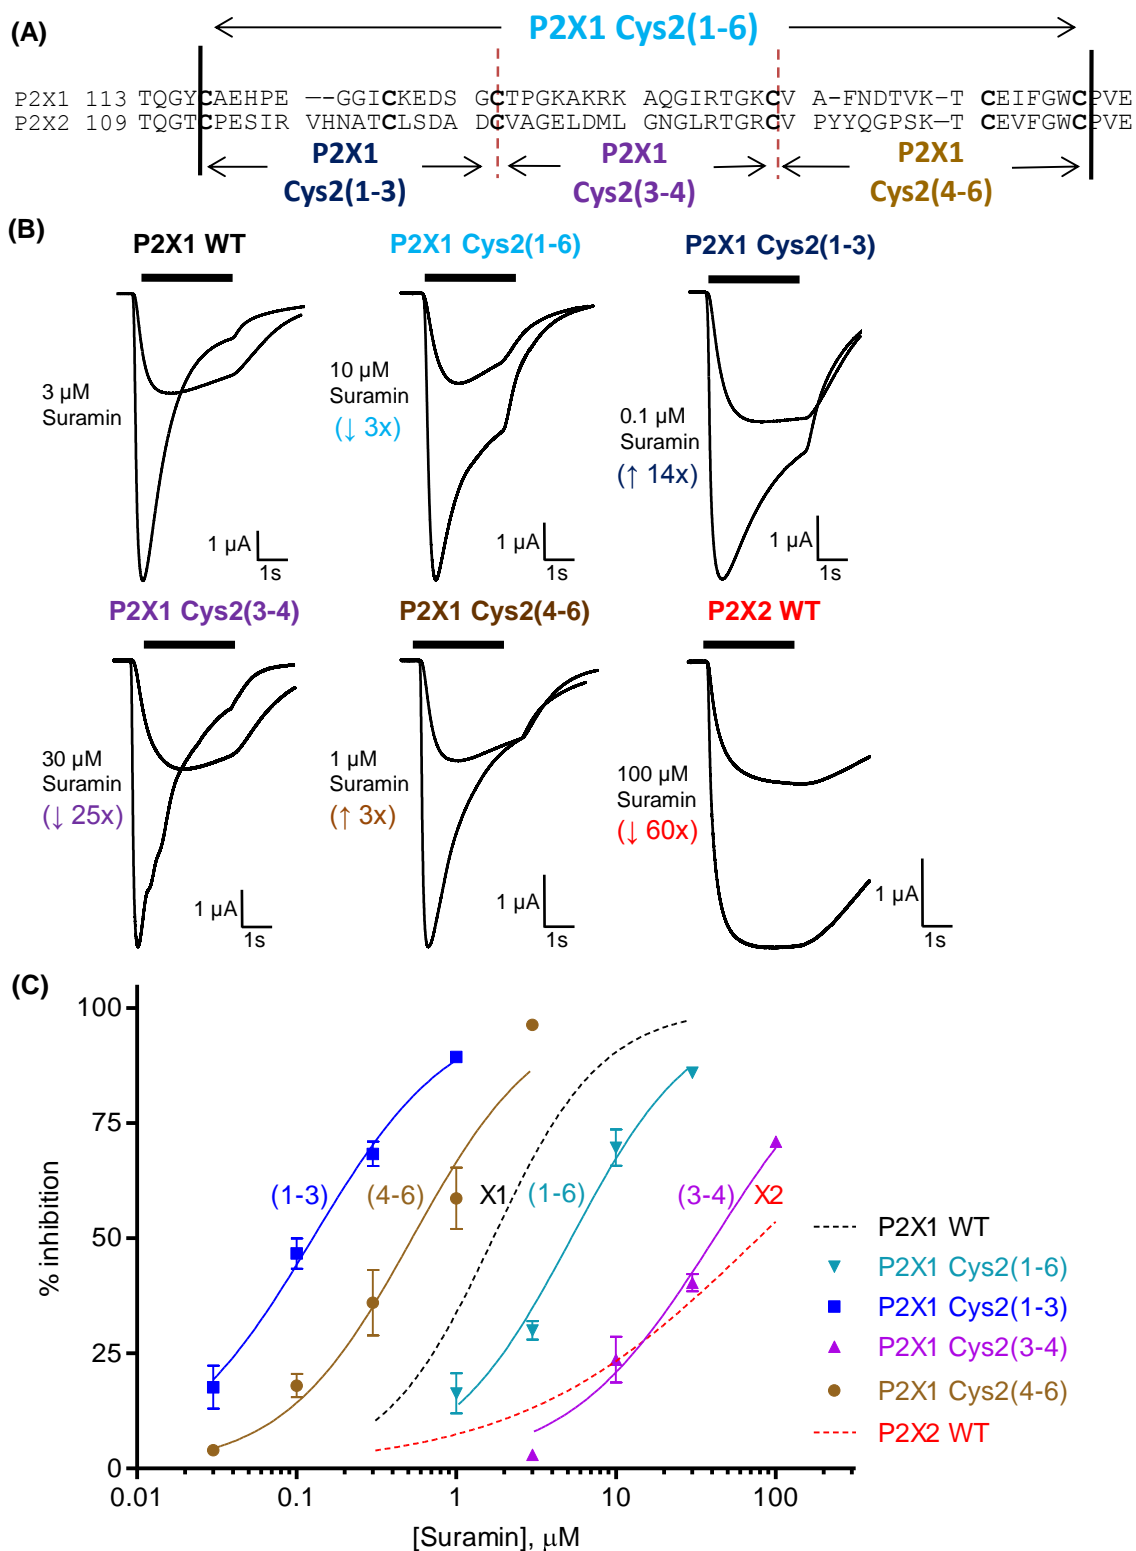 (A)
P2X1 Cys2(1-6)
P2X1 113 TQGYCAEHPE —GGICKEDS GCTPGKAKRK AQGIRTGKCV A-FNDTVK-T CEIFGWCPVE
P2X2 109 TQGTCPESIR VHNATCLSDA DCVAGELDML GNGLRTGRCV PYYQGPSK—T CEVFGWCPVE
P2X1 P2X1 P2X1
Cys2(1-3) Cys2(3-4) Cys2(4-6)
(B)
P2X1 WT P2X1 Cys2(1-6) P2X1 Cys2(1-3)
3 µM
Suramin
10 µM
Suramin
(↓ 3x)
0.1 µM
Suramin
(↑ 14x)
1 µA
1s
1 µA
1s
1 µA
1s
P2X1 Cys2(3-4) P2X1 Cys2(4-6) P2X2 WT
30 µM
Suramin
(↓ 25x)
1 µM
Suramin
(↑ 3x)
100 µM
Suramin
(↓ 60x)
1 µA
1s
1 µA
1s
1 µA
1s
(C)
100
75
50
25
0
% inhibition
(1-3) (4-6) X1 (1-6) (3-4) X2
P2X1 WT
P2X1 Cys2(1-6)
P2X1 Cys2(1-3)
P2X1 Cys2(3-4)
P2X1 Cys2(4-6)
P2X2 WT
0.01 0.1 1 10 100
[Suramin], µM